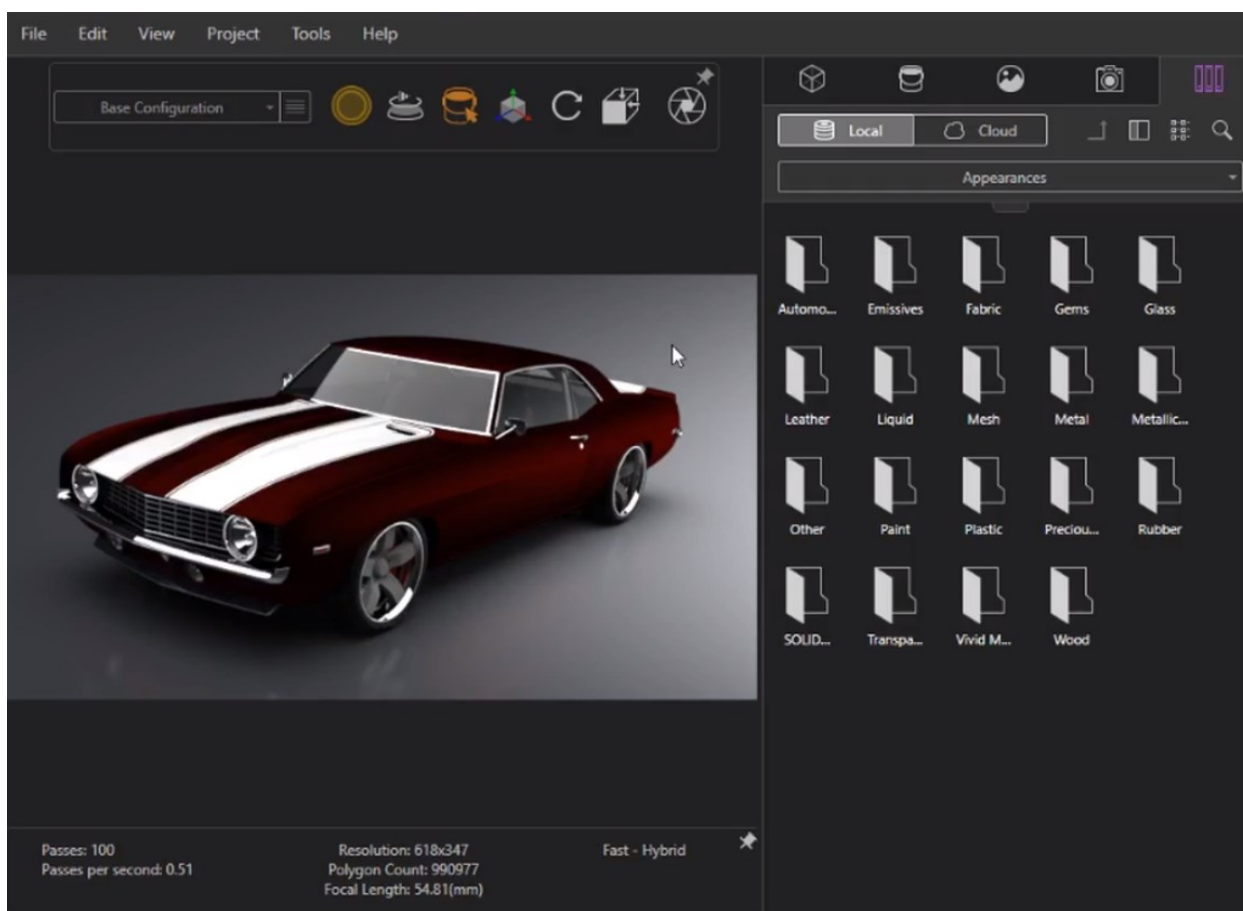 File Edit View Project Tools Help
Base Configuration
Local Cloud
Appearances
Automo... Emissives Fabric Gems Glass
Leather Liquid Mesh Metal Metallic...
Other Paint Plastic Preciou... Rubber
SOLID... Transpa... Vivid M... Wood
Passes: 100
Passes per second: 0.51
Resolution: 618x347
Polygon Count: 990977
Focal Length: 54.81(mm)
Fast - Hybrid